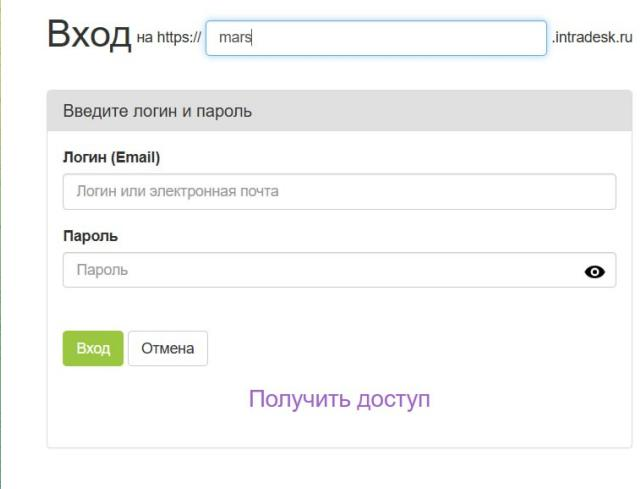 Вход на https:// mars .intradesk.ru
Введите логин и пароль
Логин (Email)
Логин или электронная почта
Пароль
Пароль
Вход Отмена
Получить доступ